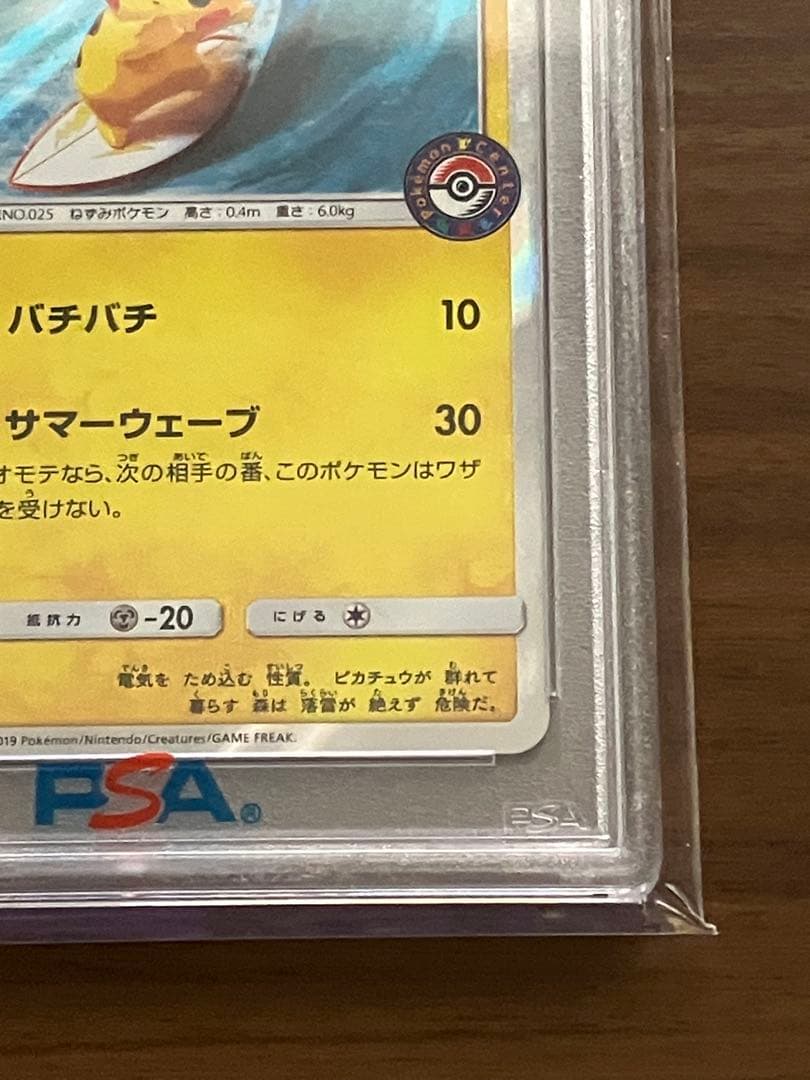 NO.025 ねずみポケモン 高さ:0.4m 重さ:6.0kg
Pokémon Center
バチバチ 10
サマーウェーブ 30
オモテなら、次の相手の番、このポケモンはワザ
を受けない。
抵抗力 -20 にげる
電気を ため込む 性質。 ピカチュウが 群れて
暮らす 森は 落雷が 絶えず 危険だ。
19 Pokémon/Nintendo/Creatures/GAME FREAK.
PSA®
PSA